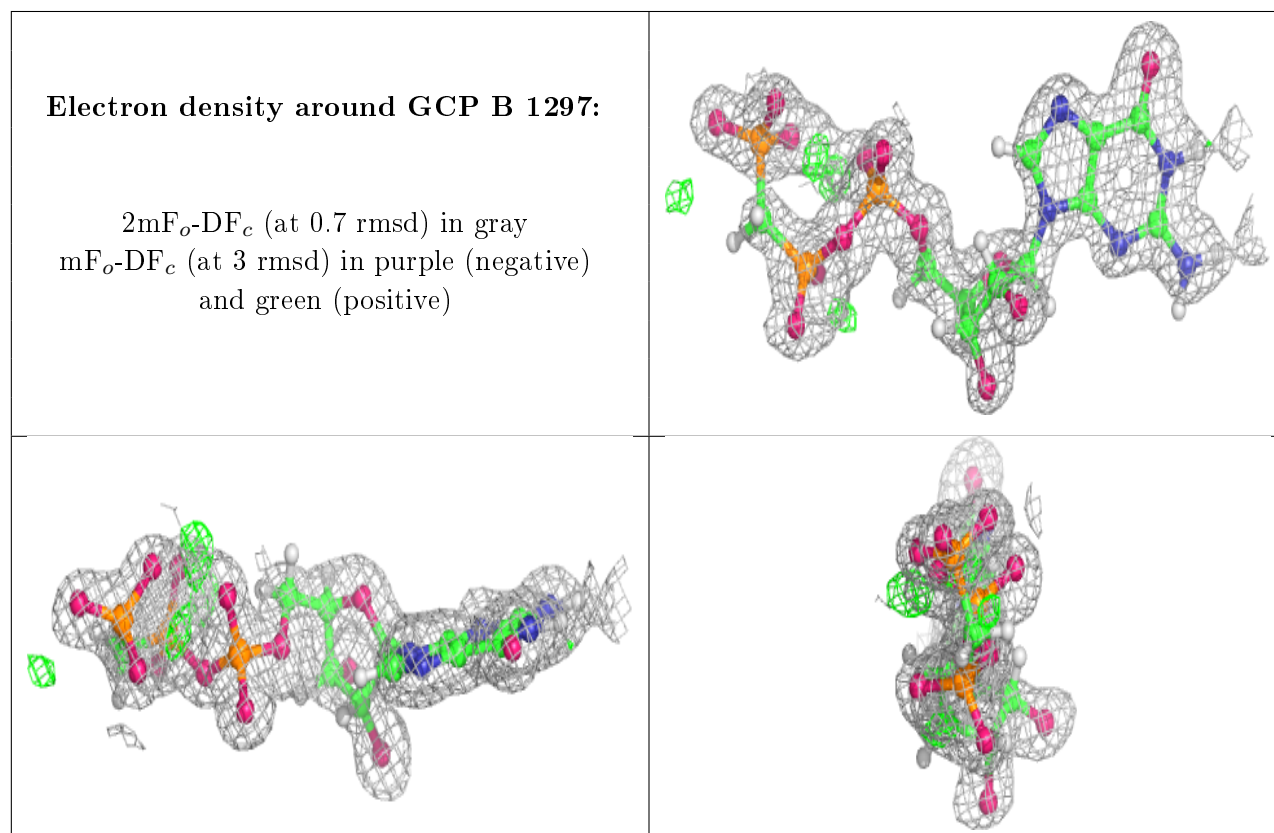 Electron density around GCP B 1297:
2mFo-DFc (at 0.7 rmsd) in gray
mFo-DFc (at 3 rmsd) in purple (negative)
and green (positive)